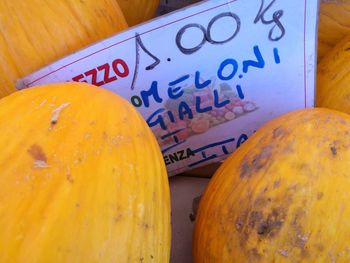 1.00 Kg
EZZO
MELONI
GIALLI
ENZA